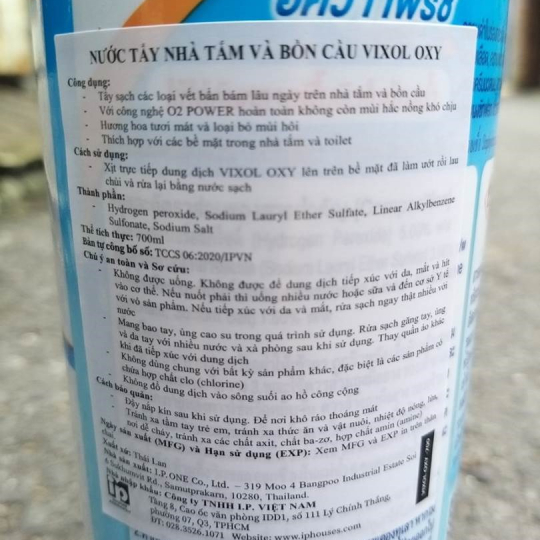 NƯỚC TẨY NHÀ TẮM VÀ BỒN CẦU VIXOL OXY
Công dụng:
- Tẩy sạch các loại vết bẩn bám lâu ngày trên nhà tắm và bồn cầu
- Với công nghệ O2 POWER hoàn toàn không còn mùi hắc nồng khó chịu
- Hương hoa tươi mát và loại bỏ mùi hôi
- Thích hợp với các bề mặt trong nhà tắm và toilet
Cách sử dụng:
- Xịt trực tiếp dung dịch VIXOL OXY lên trên bề mặt đã làm ướt rồi lau
chùi và rửa lại bằng nước sạch
Thành phần:
- Hydrogen peroxide, Sodium Lauryl Ether Sulfate, Linear Alkylbenzene
Sulfonate, Sodium Salt
Thể tích thực: 700ml
Bản tự công bố số: TCCS 06:2020/IPVN
Chú ý an toàn và Sơ cứu:
- Không được uống. Không được để dung dịch tiếp xúc với da, mắt và hít
vào cơ thể. Nếu nuốt phải thì uống nhiều nước hoặc sữa và đến cơ sở Y tế
với vỏ sản phẩm. Nếu tiếp xúc với da và mắt, rửa sạch ngay thật nhiều với
nước
- Mang bao tay, ủng cao su trong quá trình sử dụng. Rửa sạch găng tay, ủng
và da tay với nhiều nước và xà phòng sau khi sử dụng. Thay quần áo khác
khi đã tiếp xúc với dung dịch
- Không dùng chung với bất kỳ sản phẩm khác, đặc biệt là các sản phẩm có
chứa hợp chất clo (chlorine)
- Không đổ dung dịch vào sông suối ao hồ công cộng
Cách bảo quản:
- Đậy nắp kín sau khi sử dụng. Để nơi khô ráo thoáng mát
- Tránh xa tầm tay trẻ em, tránh xa thức ăn và vật nuôi, nhiệt độ nóng, lửa,
nơi dễ cháy, tránh xa các chất axit, chất ba-zơ, hợp chất amin (amino)
Ngày sản xuất (MFG) và Hạn sử dụng (EXP): Xem MFG và EXP in trên thân
chai
Xuất xứ: Thái Lan
Nhà sản xuất: I.P. ONE Co., Ltd. – 319 Moo 4 Bangpoo Industrial Estate Soi
6 Sukhumvit Rd., Samutprakarn, 10280, Thailand.
Nhà nhập khẩu: Công ty TNHH I.P. VIỆT NAM
Tầng 8, Cao ốc văn phòng IDD1, số 111 Lý Chính Thắng,
phường 07, Q3, TPHCM
ĐT: 028.3526.1071 Website: www.iphouses.com
ip